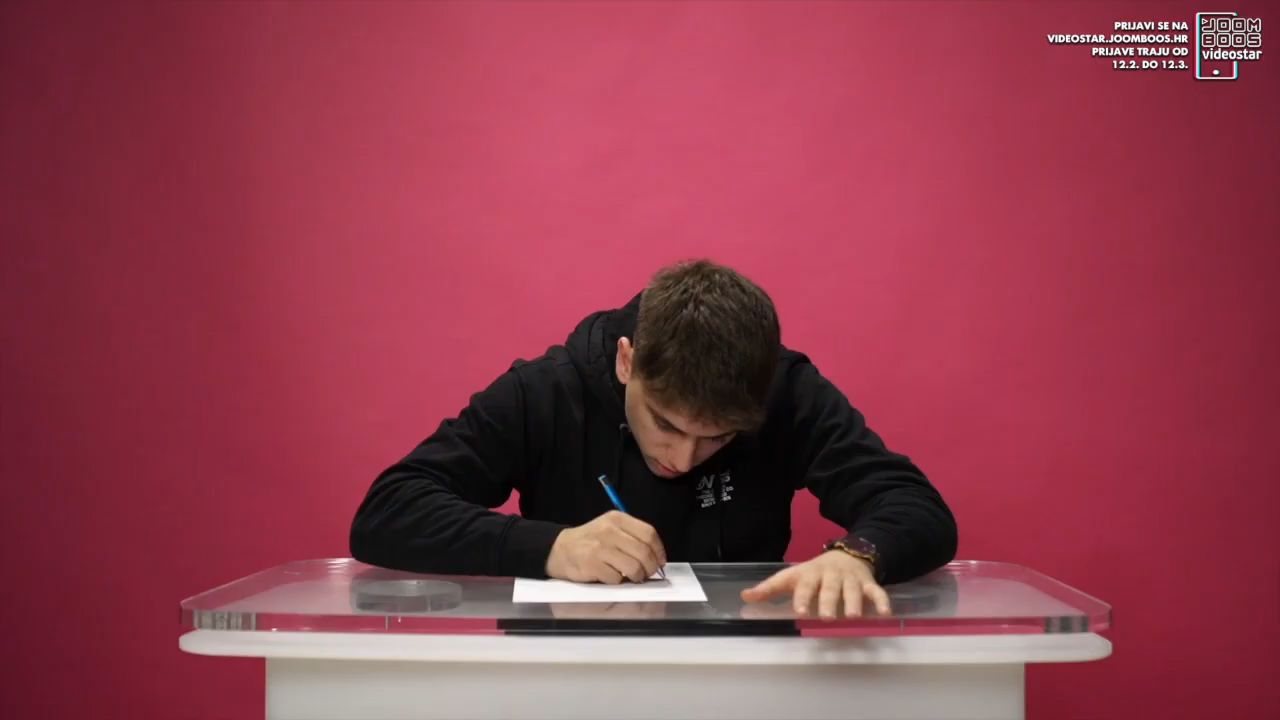 PRIJAVI SE NA
VIDEOSTAR.JOOMBOOS.HR
PRIJAVE TRAJU OD
12.2. DO 12.3.
JOOM
BOOS
videostar